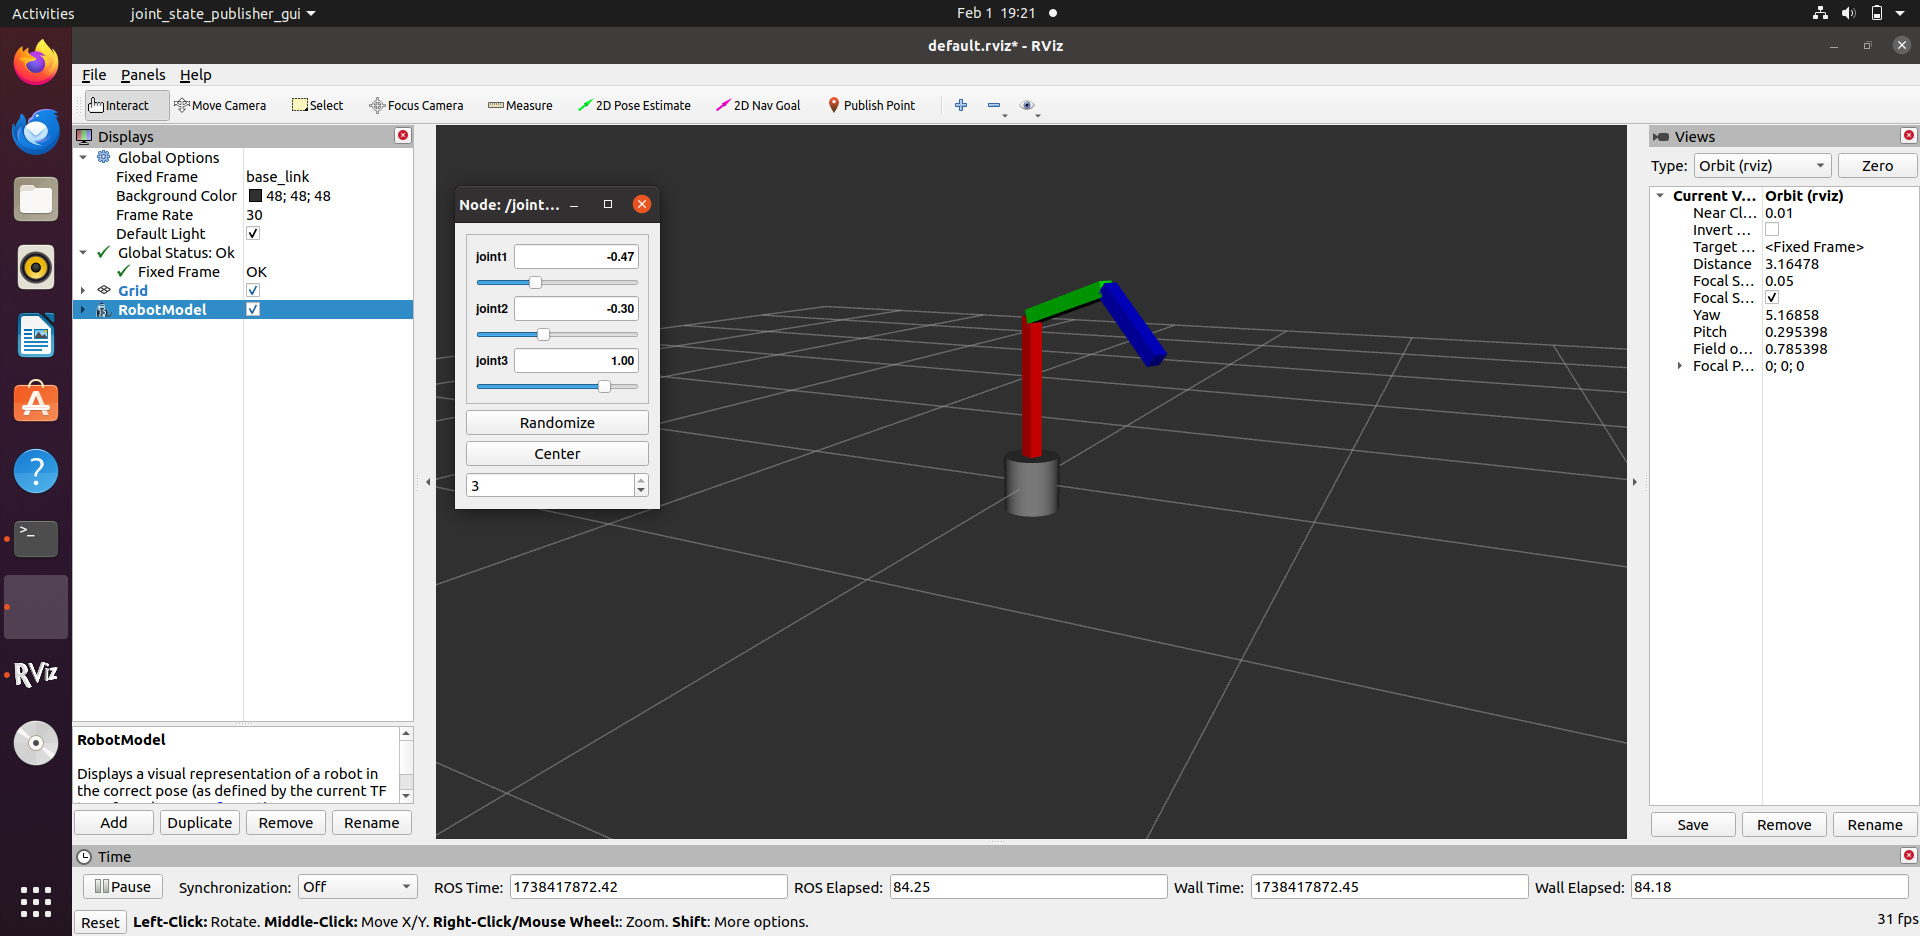 Activities joint_state_publisher_gui Feb 1 19:21
default.rviz* - RViz
File Panels Help
Interact Move Camera Select Focus Camera Measure 2D Pose Estimate 2D Nav Goal Publish Point
Displays
Global Options
Fixed Frame base_link
Background Color 48; 48; 48
Frame Rate 30
Default Light
Global Status: Ok
Fixed Frame OK
Grid
RobotModel
RobotModel
Displays a visual representation of a robot in
the correct pose (as defined by the current TF
Add Duplicate Remove Rename
Node: /joint...
joint1 -0.47
joint2 -0.30
joint3 1.00
Randomize
Center
3
Views
Type: Orbit (rviz) Zero
Current V... Orbit (rviz)
Near Cl... 0.01
Invert ...
Target ... <Fixed Frame>
Distance 3.16478
Focal S... 0.05
Focal S...
Yaw 5.16858
Pitch 0.295398
Field o... 0.785398
Focal P... 0; 0; 0
Save Remove Rename
>_
RViz
Time
Pause Synchronization: Off ROS Time: 1738417872.42 ROS Elapsed: 84.25 Wall Time: 1738417872.45 Wall Elapsed: 84.18
Reset Left-Click: Rotate. Middle-Click: Move X/Y. Right-Click/Mouse Wheel:: Zoom. Shift: More options. 31 fps